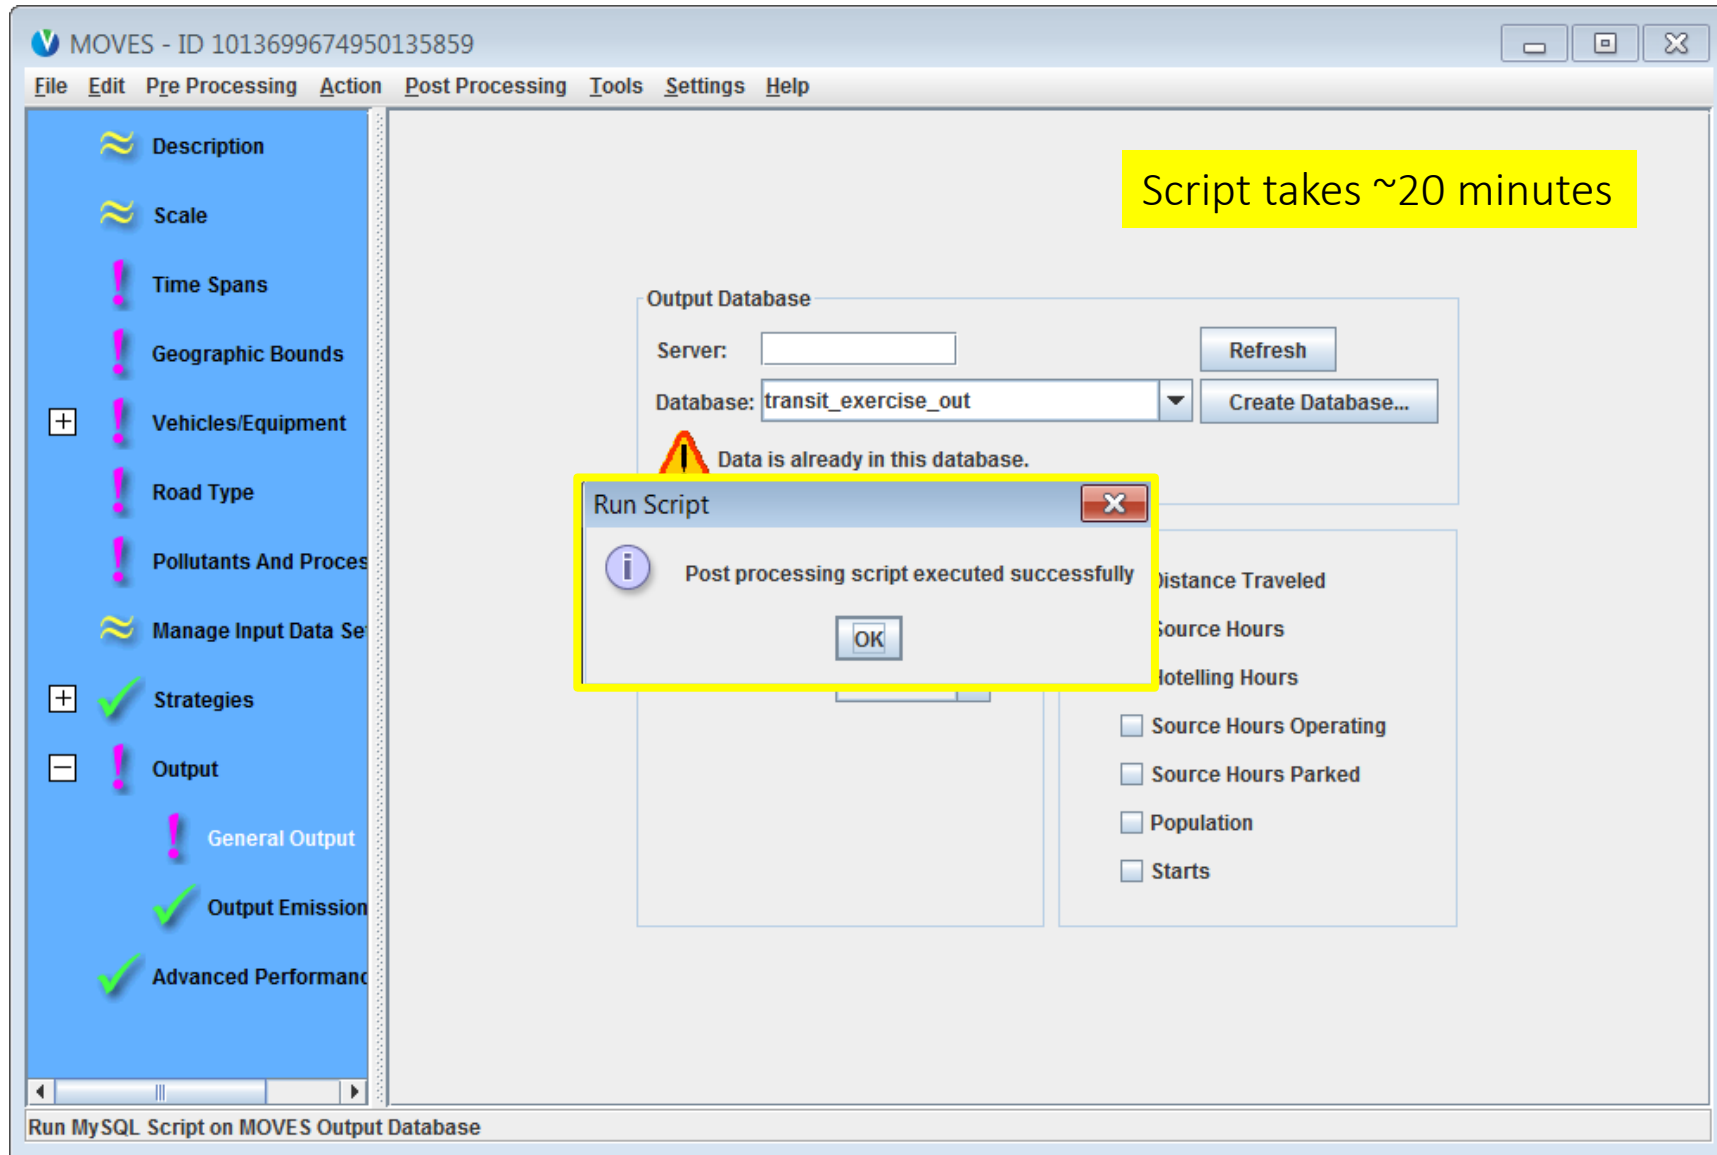 MOVES - ID 1013699674950135859
File Edit Pre Processing Action Post Processing Tools Settings Help
Description
Scale
Time Spans
Geographic Bounds
Vehicles/Equipment
Road Type
Pollutants And Proces
Manage Input Data Se
Strategies
Output
General Output
Output Emission
Advanced Performanc
Script takes ~20 minutes
Output Database
Server:
Refresh
Database: transit_exercise_out
Create Database...
Data is already in this database.
Run Script
Post processing script executed successfully
OK
Distance Traveled
Source Hours
Hotelling Hours
Source Hours Operating
Source Hours Parked
Population
Starts
Run MySQL Script on MOVES Output Database